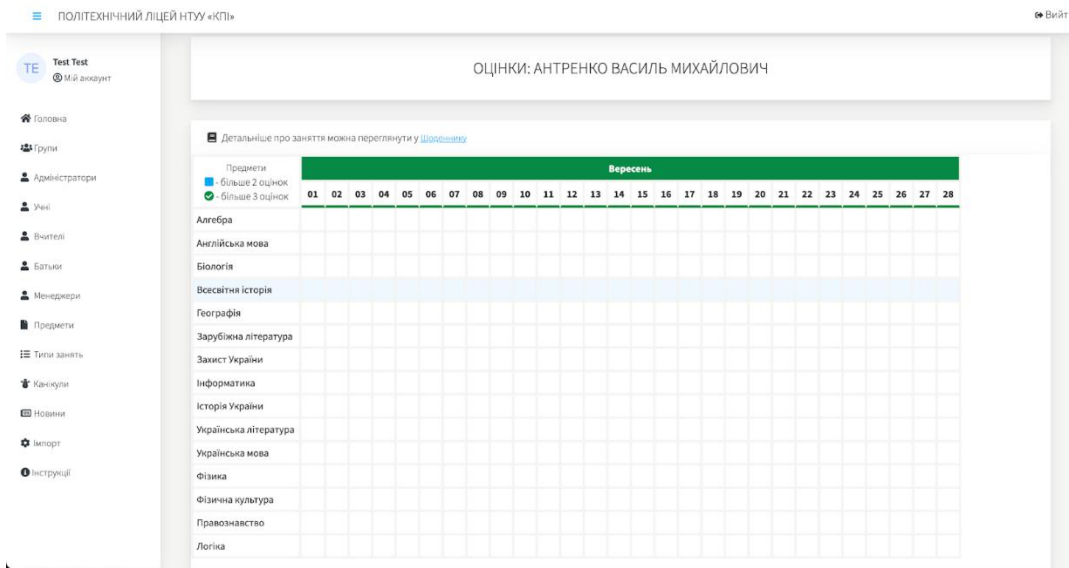 ПОЛІТЕХНІЧНИЙ ЛІЦЕЙ НТУУ «КПІ»
Вийт
TE
Test Test
Мій аккаунт
Головна
Групи
Адміністратори
Учні
Вчителі
Батьки
Менеджери
Предмети
Типи занять
Канікули
Новини
Імпорт
Інструкції
ОЦІНКИ: АНТРЕНКО ВАСИЛЬ МИХАЙЛОВИЧ
Детальніше про заняття можна переглянути у Щоденнику
Предмети
- більше 2 оцінок
- більше 3 оцінок
Вересень
01 02 03 04 05 06 07 08 09 10 11 12 13 14 15 16 17 18 19 20 21 22 23 24 25 26 27 28
Алгебра
Англійська мова
Біологія
Всесвітня історія
Географія
Зарубіжна література
Захист України
Інформатика
Історія України
Українська література
Українська мова
Фізика
Фізична культура
Правознавство
Логіка